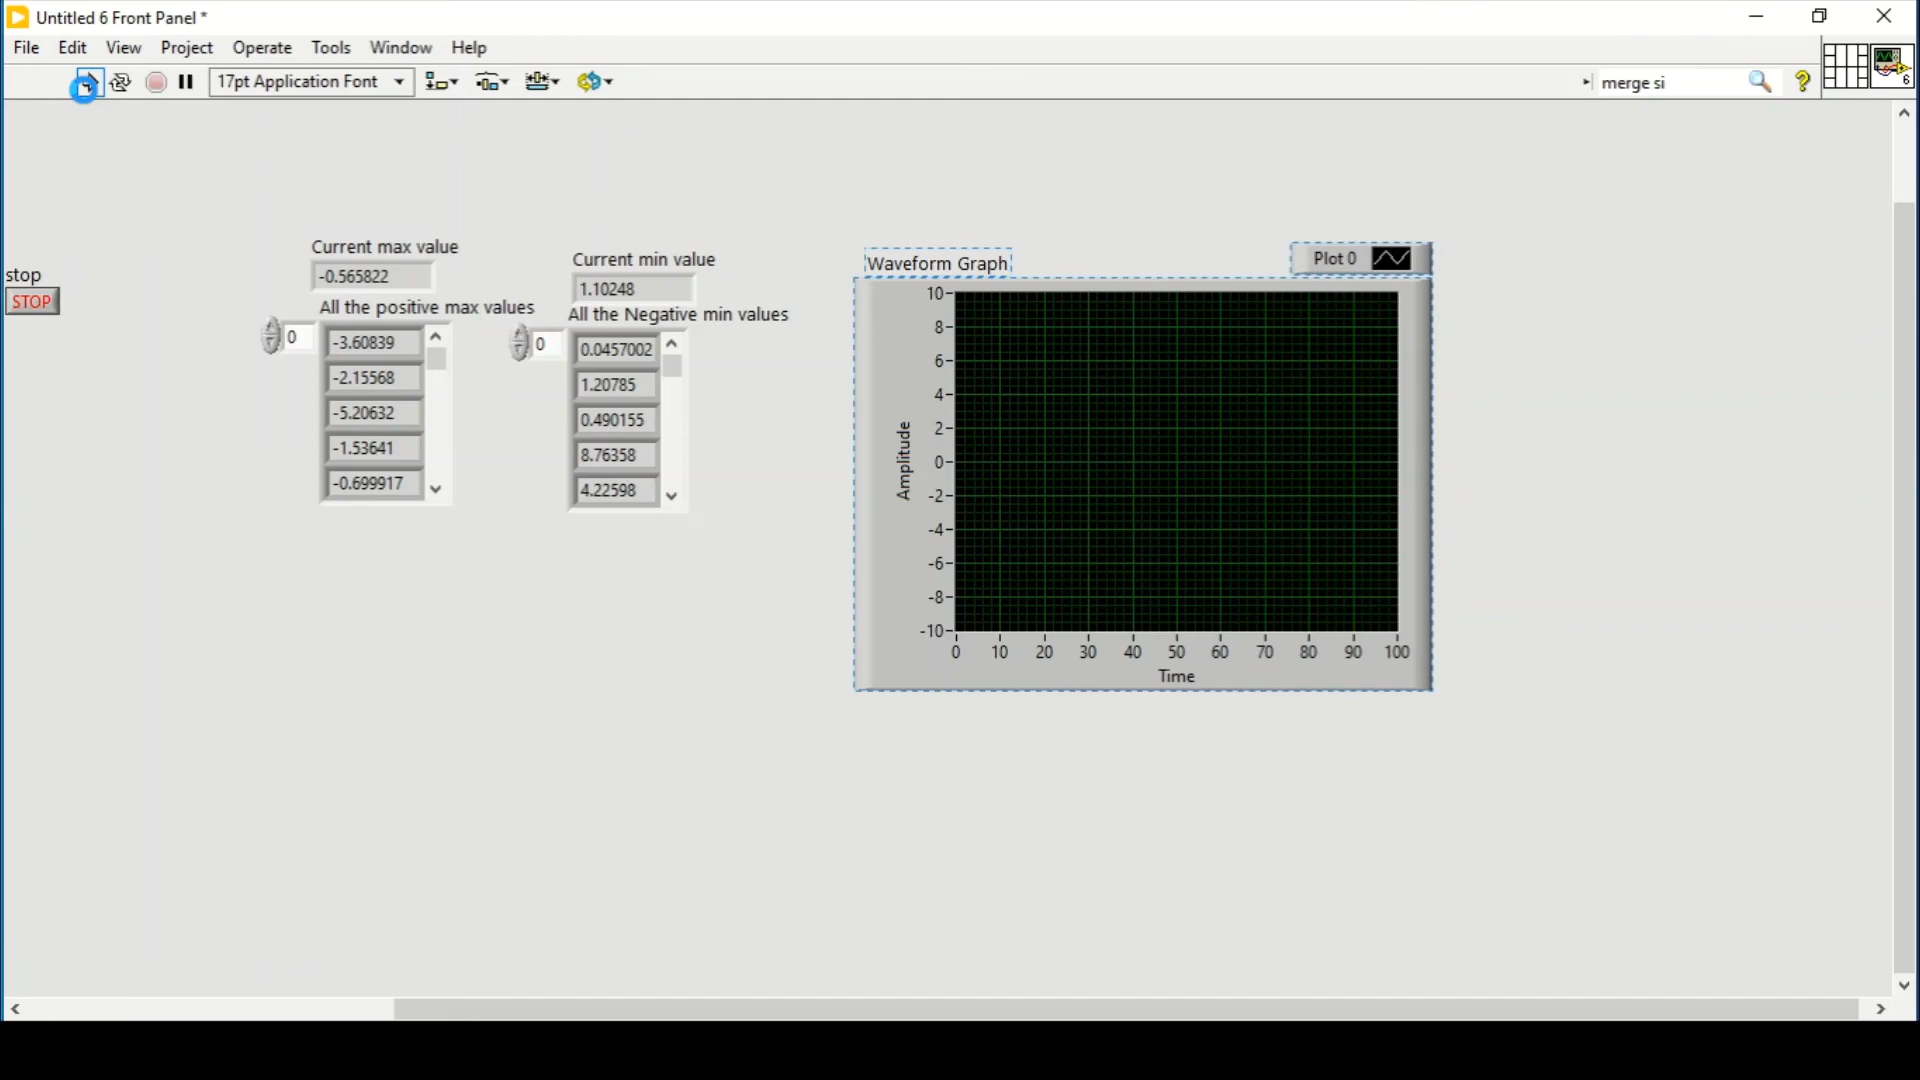 Untitled 6 Front Panel *
File Edit View Project Operate Tools Window Help
17pt Application Font
merge si
?
6
stop
STOP
Current max value
-0.565822
All the positive max values
0
-3.60839
-2.15568
-5.20632
-1.53641
-0.699917
Current min value
1.10248
All the Negative min values
0
0.0457002
1.20785
0.490155
8.76358
4.22598
Waveform Graph
Plot 0
Amplitude
10
8
6
4
2
0
-2
-4
-6
-8
-10
0 10 20 30 40 50 60 70 80 90 100
Time